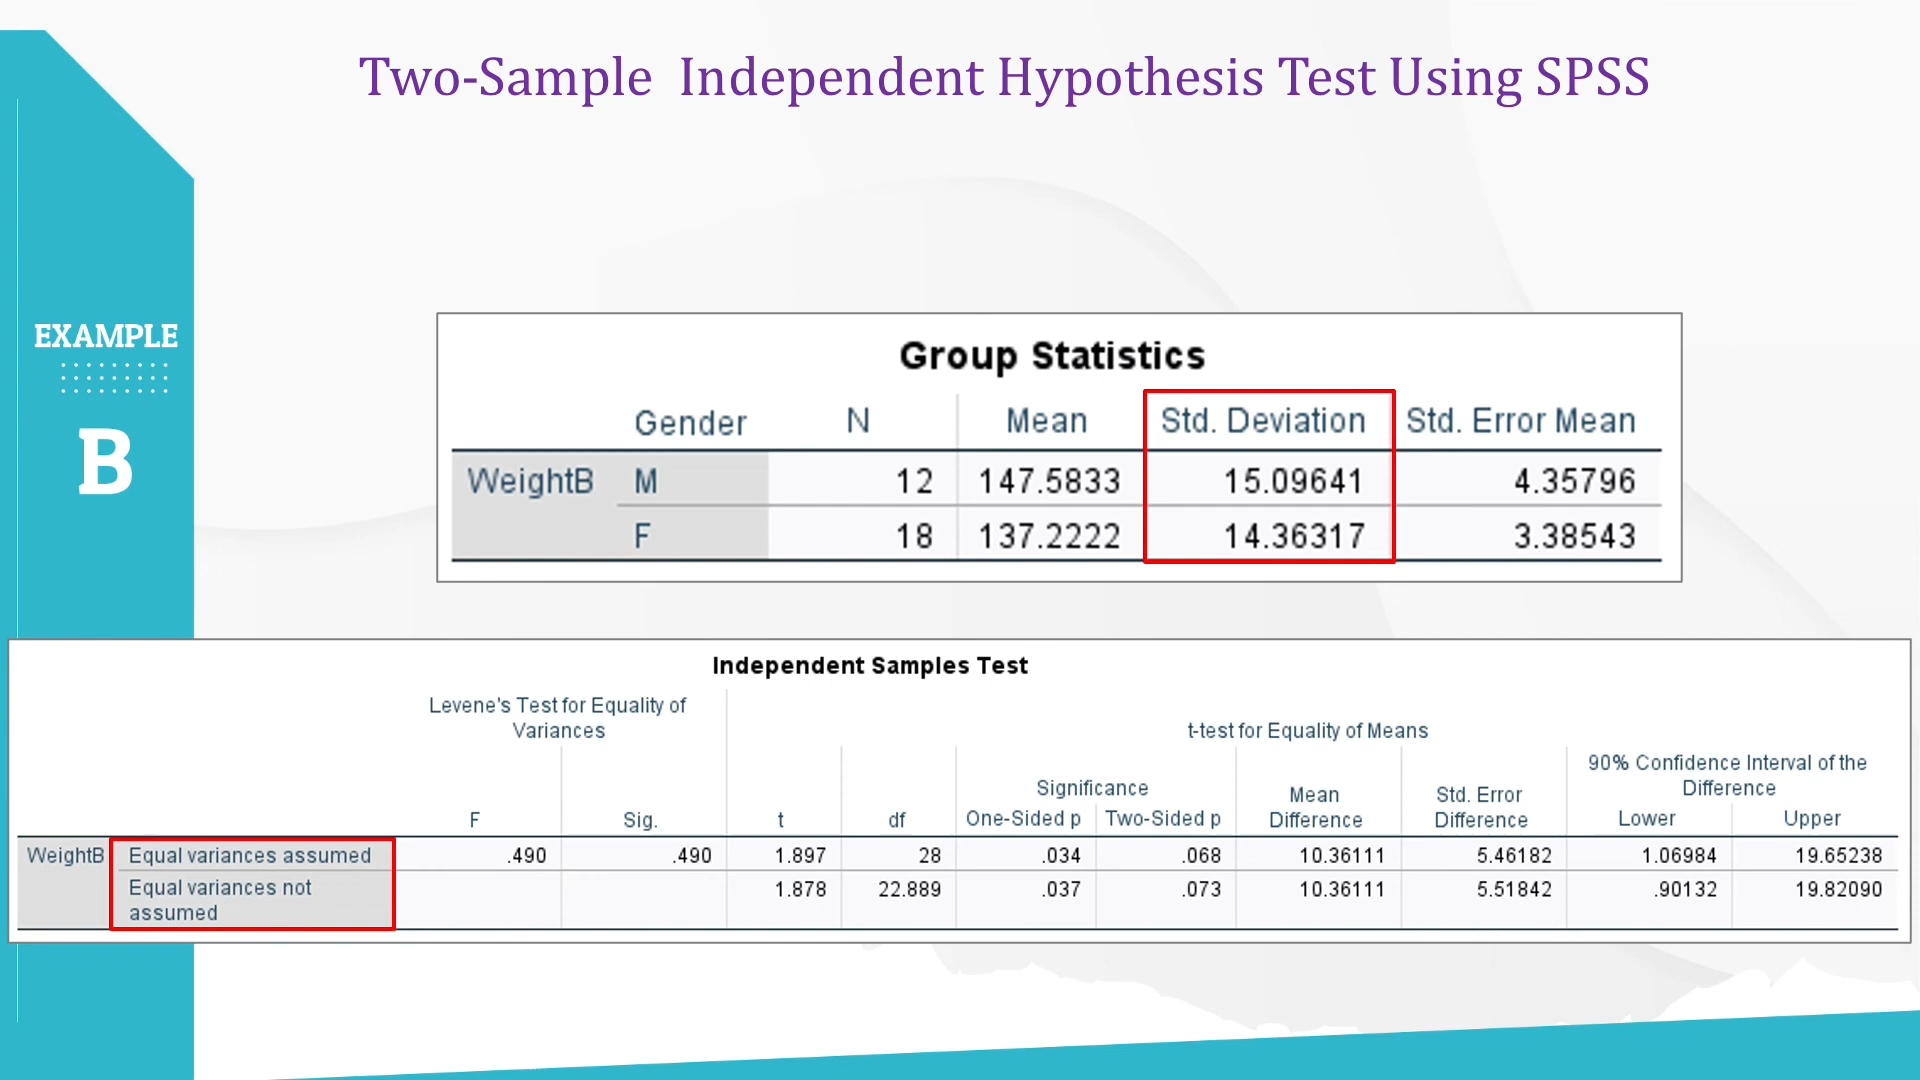 Two-Sample  Independent Hypothesis Test Using SPSS
EXAMPLE
B
Group Statistics
Gender N Mean Std. Deviation Std. Error Mean
WeightB M 12 147.5833 15.09641 4.35796
F 18 137.2222 14.36317 3.38543
Independent Samples Test
Levene's Test for Equality of
Variances
t-test for Equality of Means
90% Confidence Interval of the
Difference
Significance
Mean
Difference
Std. Error
Difference
F Sig. t df One-Sided p Two-Sided p Lower Upper
WeightB Equal variances assumed .490 .490 1.897 28 .034 .068 10.36111 5.46182 1.06984 19.65238
Equal variances not
assumed
1.878 22.889 .037 .073 10.36111 5.51842 .90132 19.82090